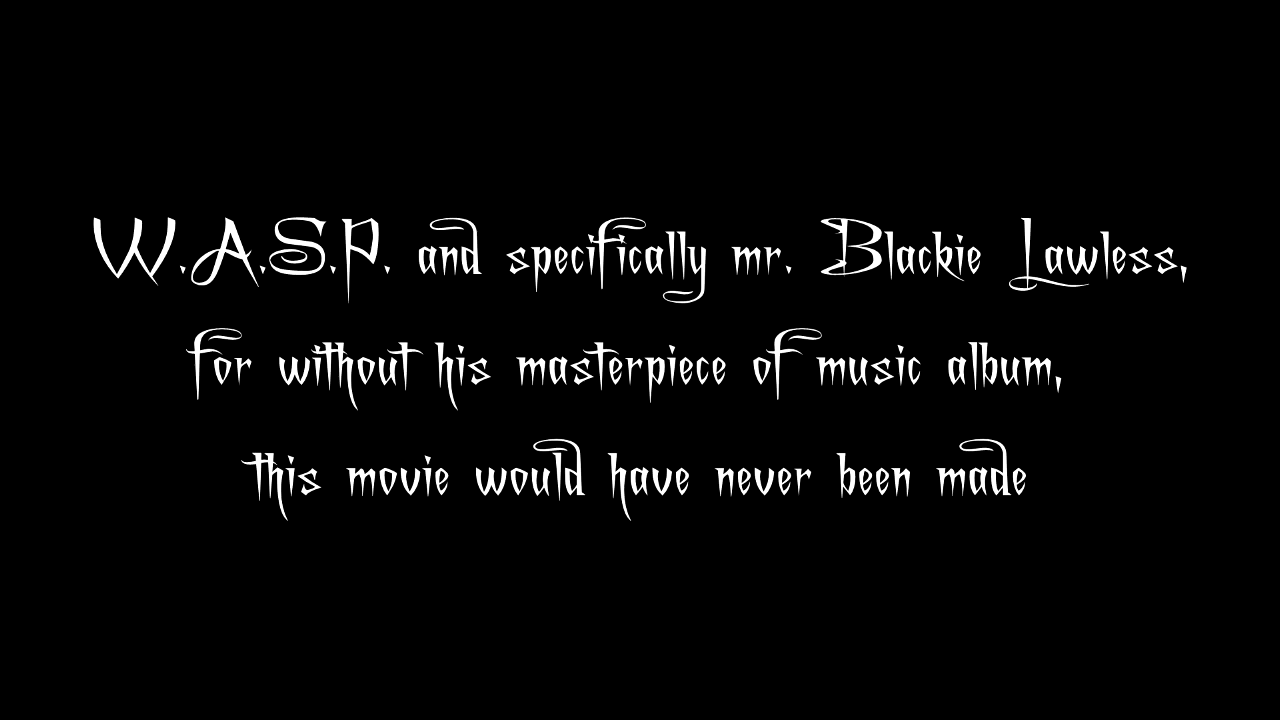 W.A.S.P. and specifically mr. Blackie Lawless,
for without his masterpiece of music album,
this movie would have never been made